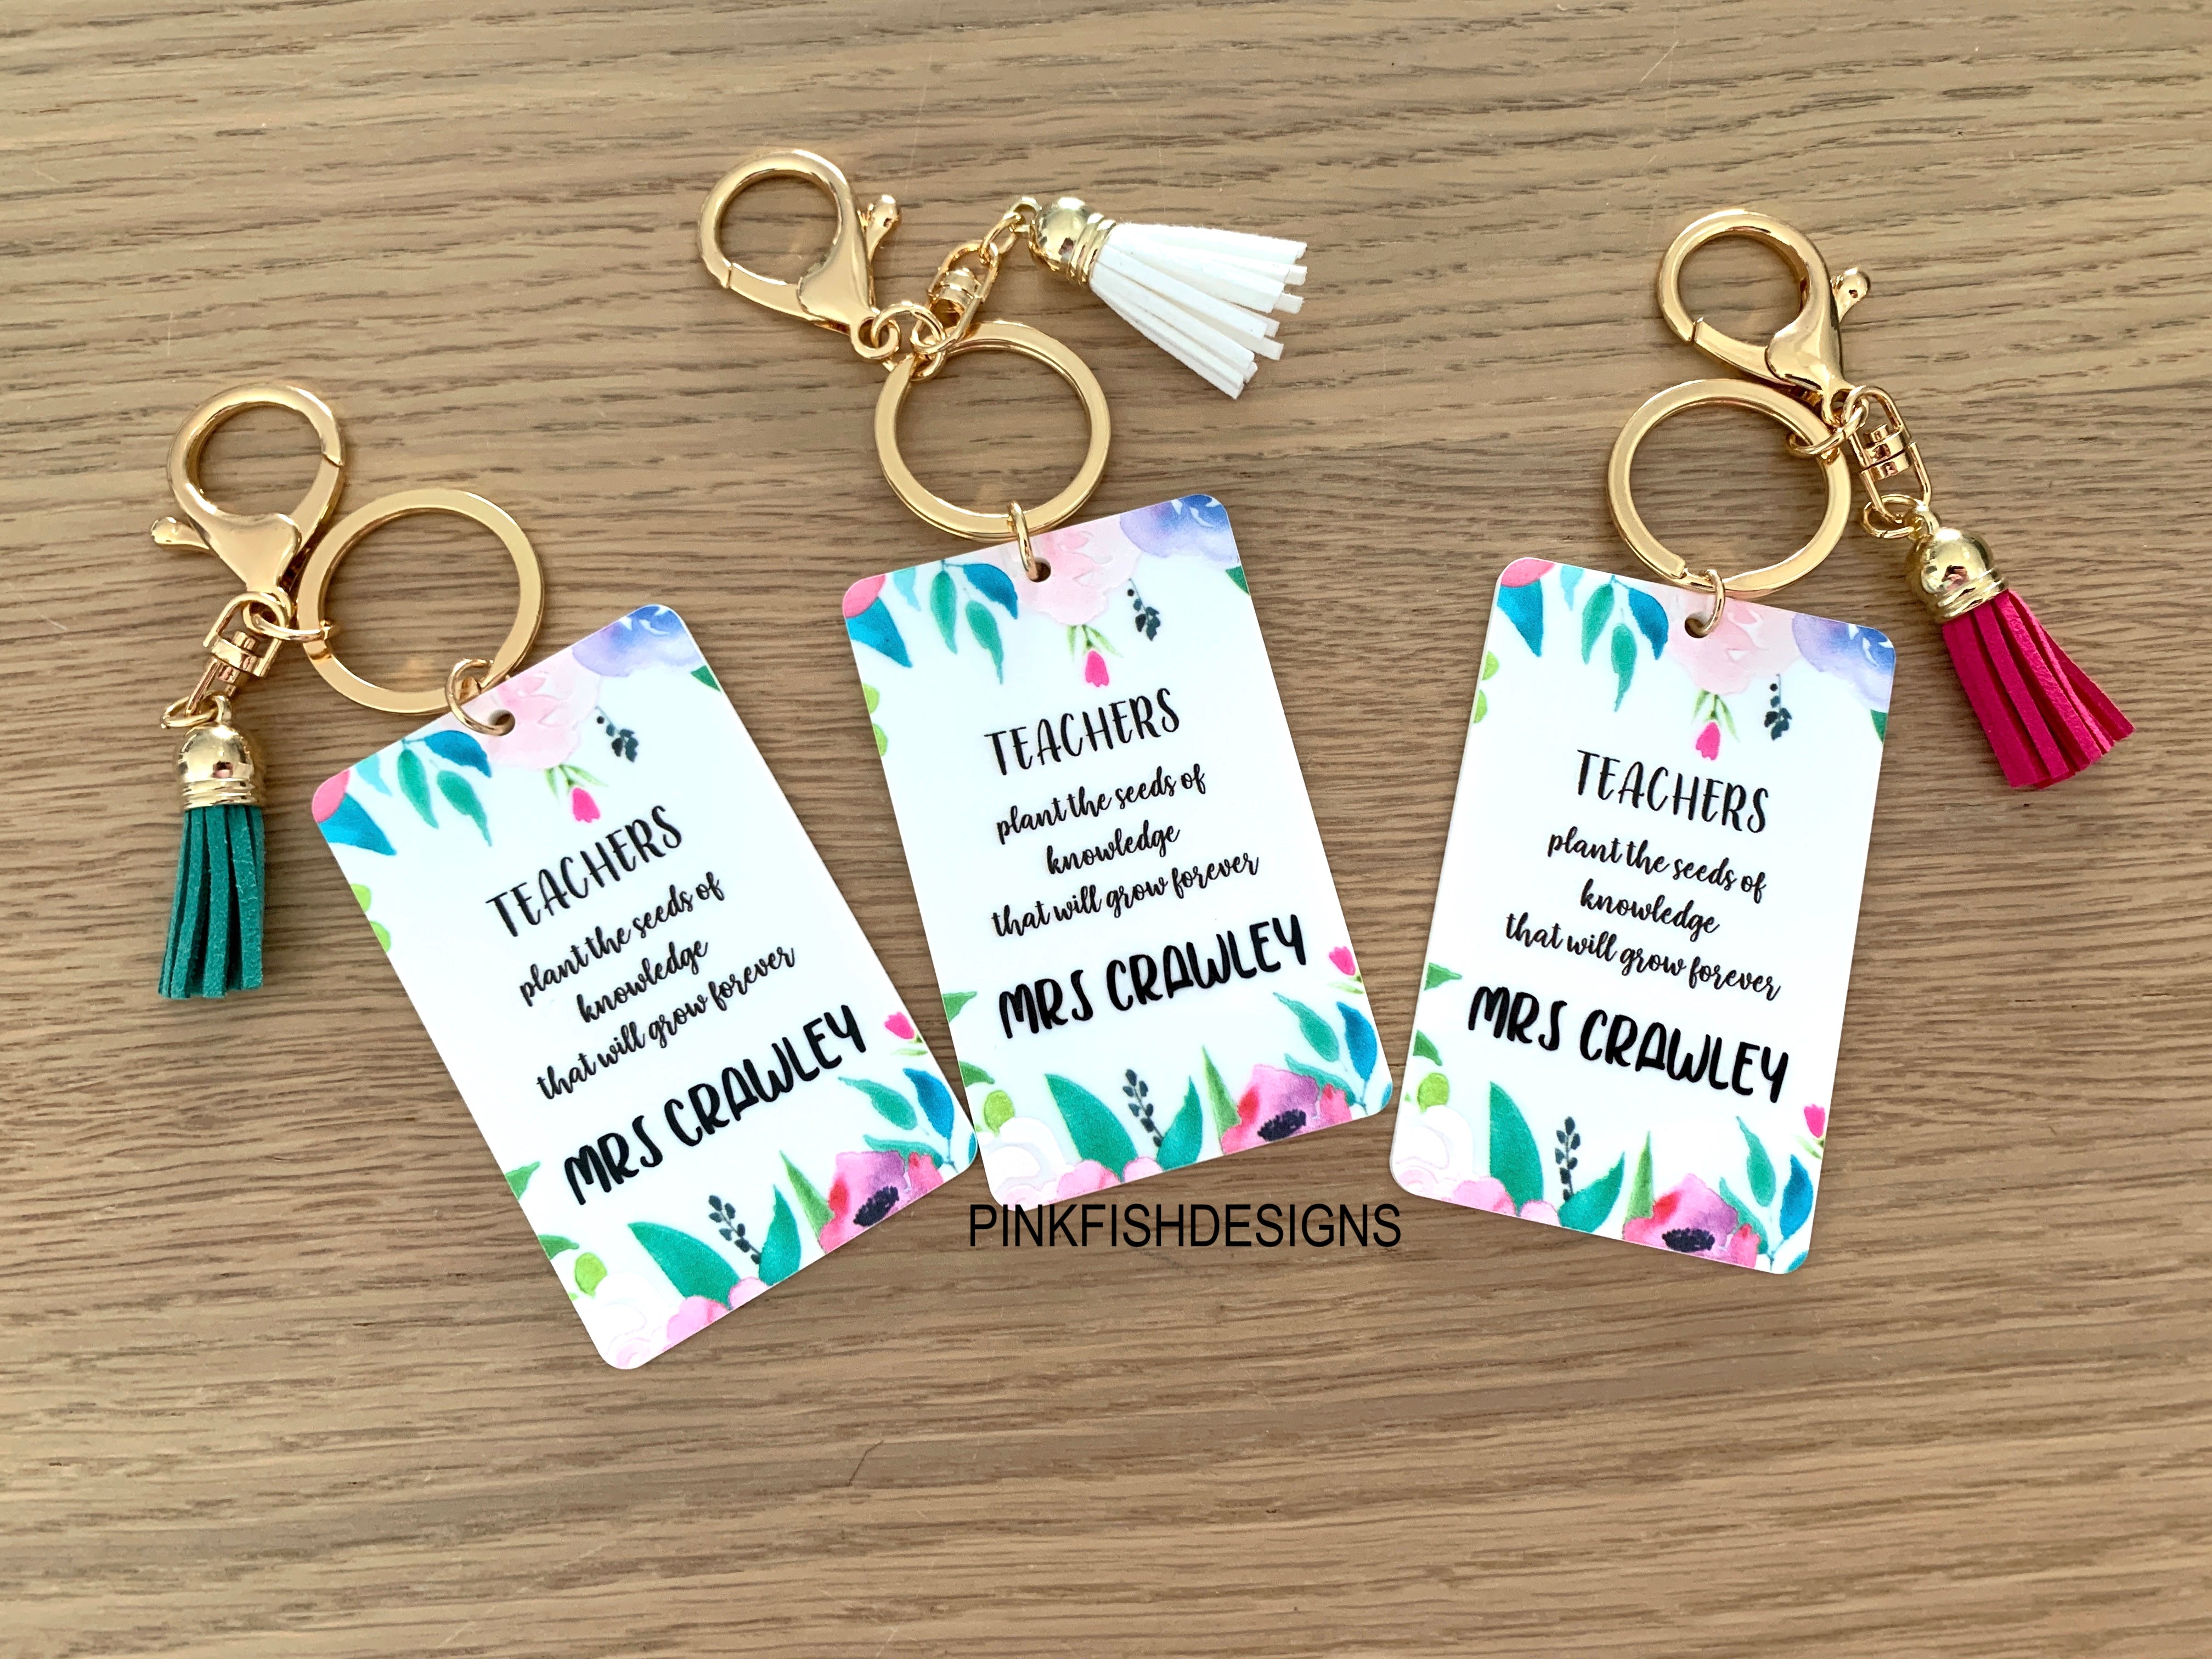 TEACHERS
plant the seeds of
knowledge
that will grow forever
MRS CRAWLEY
TEACHERS
plant the seeds of
knowledge
that will grow forever
MRS CRAWLEY
TEACHERS
plant the seeds of
knowledge
that will grow forever
MRS CRAWLEY
PINKFISHDESIGNS